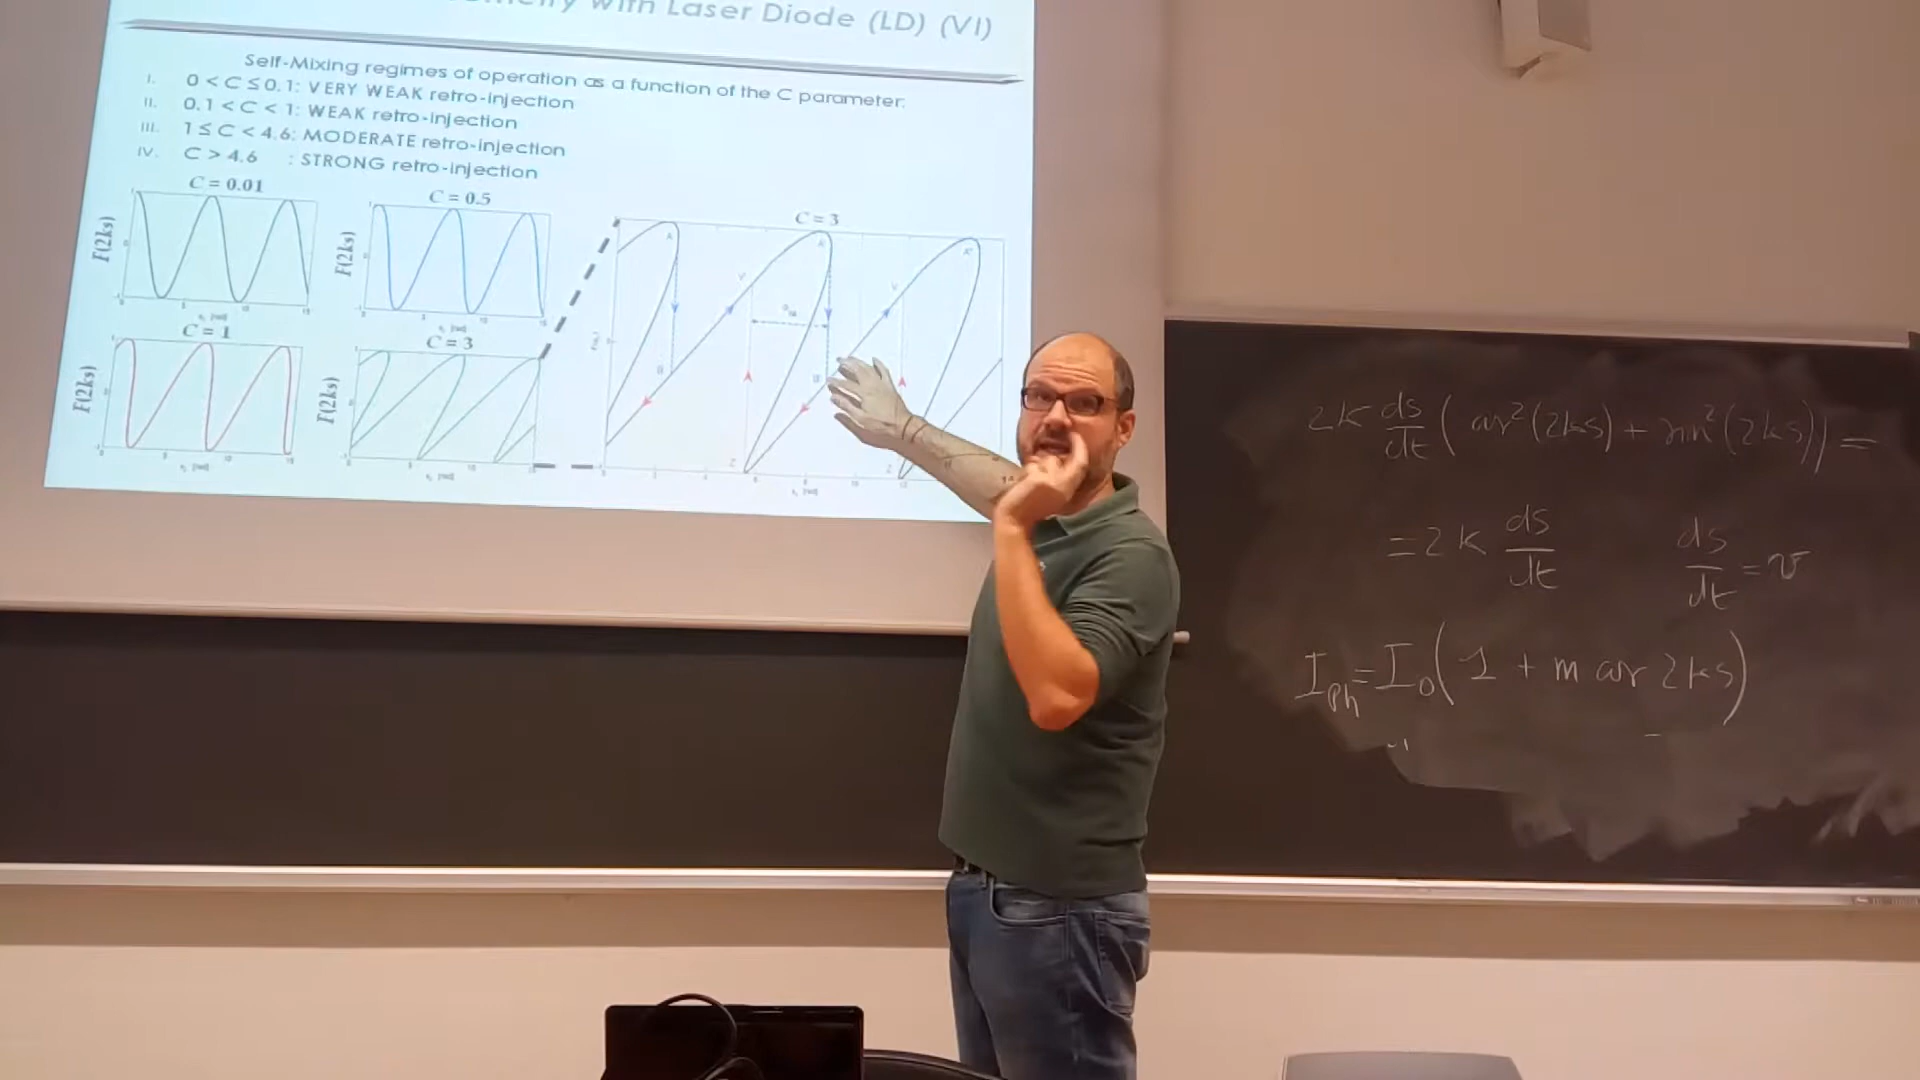 with Laser Diode (LD) (VI)
Self-Mixing regimes of operation as a function of the C parameter:
I. 0 < C ≤ 0.1: VERY WEAK retro-injection
II. 0.1 < C < 1: WEAK retro-injection
III. 1 ≤ C < 4.6: MODERATE retro-injection
IV. C > 4.6 : STRONG retro-injection
C = 0.01
C = 0.5
C = 3
F(2ks)
F(2ks)
C = 1
C = 3
F(2ks)
F(2ks)
2k ds/dt ( cos²(2ks) + sin²(2ks) ) =
= 2k ds/dt ds/dt = v
I_Ph = I_0 ( 1 + m cos 2ks )